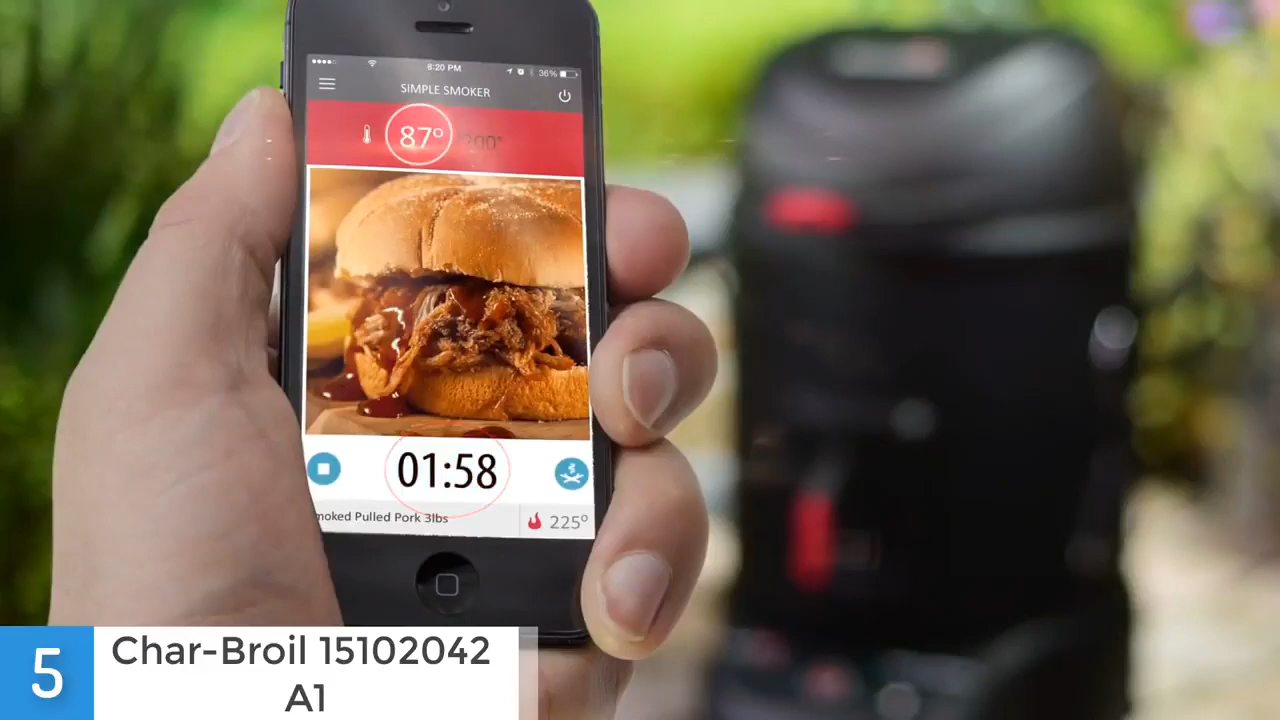 8:20 PM
36%
SIMPLE SMOKER
87° /200°
01:58
moked Pulled Pork 3lbs
225°
5
Char-Broil 15102042
A1